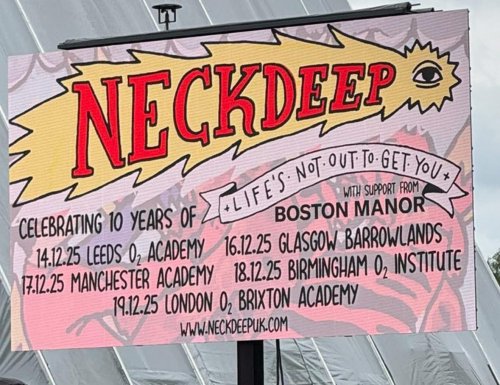 NECK DEEP
•LIFE'S•NOT•OUT•TO•GET•YOU•
CELEBRATING 10 YEARS OF
WITH SUPPORT FROM
BOSTON MANOR
14.12.25 LEEDS O₂ ACADEMY
16.12.25 GLASGOW BARROWLANDS
17.12.25 MANCHESTER ACADEMY
18.12.25 BIRMINGHAM O₂ INSTITUTE
19.12.25 LONDON O₂ BRIXTON ACADEMY
WWW.NECKDEEPUK.COM